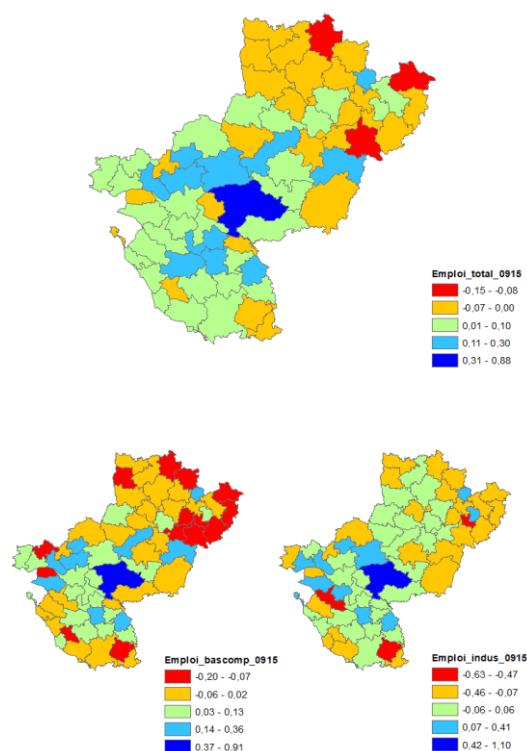 Emploi_total_0915
-0,15 - -0,08
-0,07 - 0,00
0,01 - 0,10
0,11 - 0,30
0,31 - 0,88
Emploi_bascomp_0915
-0,20 - -0,07
-0,06 - 0,02
0,03 - 0,13
0,14 - 0,36
0,37 - 0,91
Emploi_indus_0915
-0,63 - -0,47
-0,46 - -0,07
-0,06 - 0,06
0,07 - 0,41
0,42 - 1,10